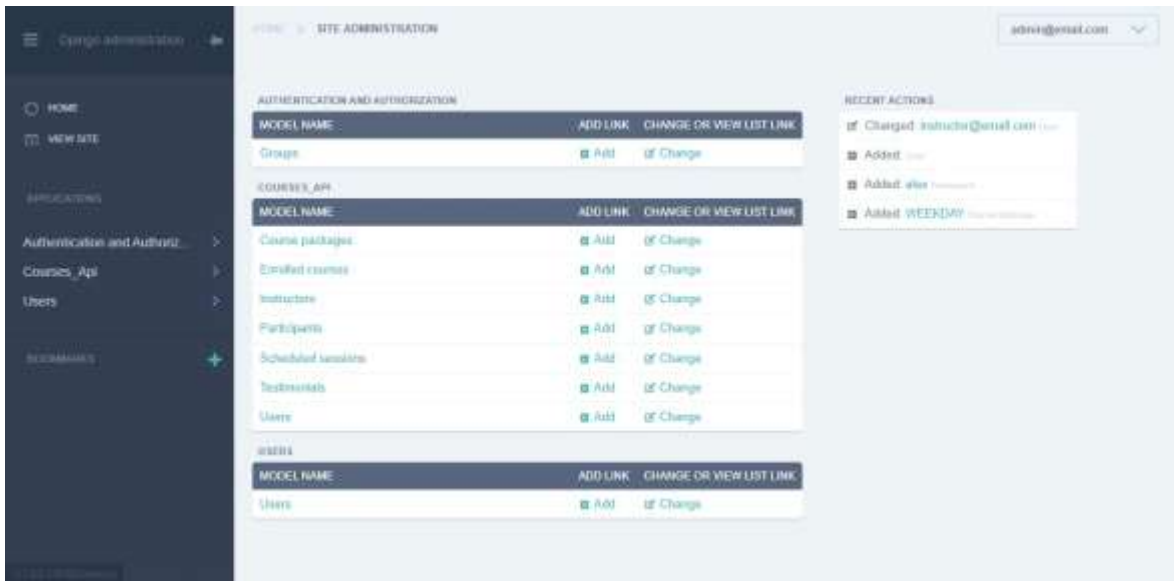 Django administration
HOME
VIEW SITE
APPLICATIONS
Authentication and Authoriz...
Courses_Api
Users
BOOKMARKS
HOME
SITE ADMINISTRATION
admin@email.com
AUTHENTICATION AND AUTHORIZATION
MODEL NAME ADD LINK CHANGE OR VIEW LIST LINK
Groups Add Change
COURSES_API
MODEL NAME ADD LINK CHANGE OR VIEW LIST LINK
Course packages Add Change
Enrolled courses Add Change
Instructors Add Change
Participants Add Change
Scheduled sessions Add Change
Testimonials Add Change
Users Add Change
USERS
MODEL NAME ADD LINK CHANGE OR VIEW LIST LINK
Users Add Change
RECENT ACTIONS
Changed: instructor@email.com
Added:
Added: alex
Added: WEEKDAY